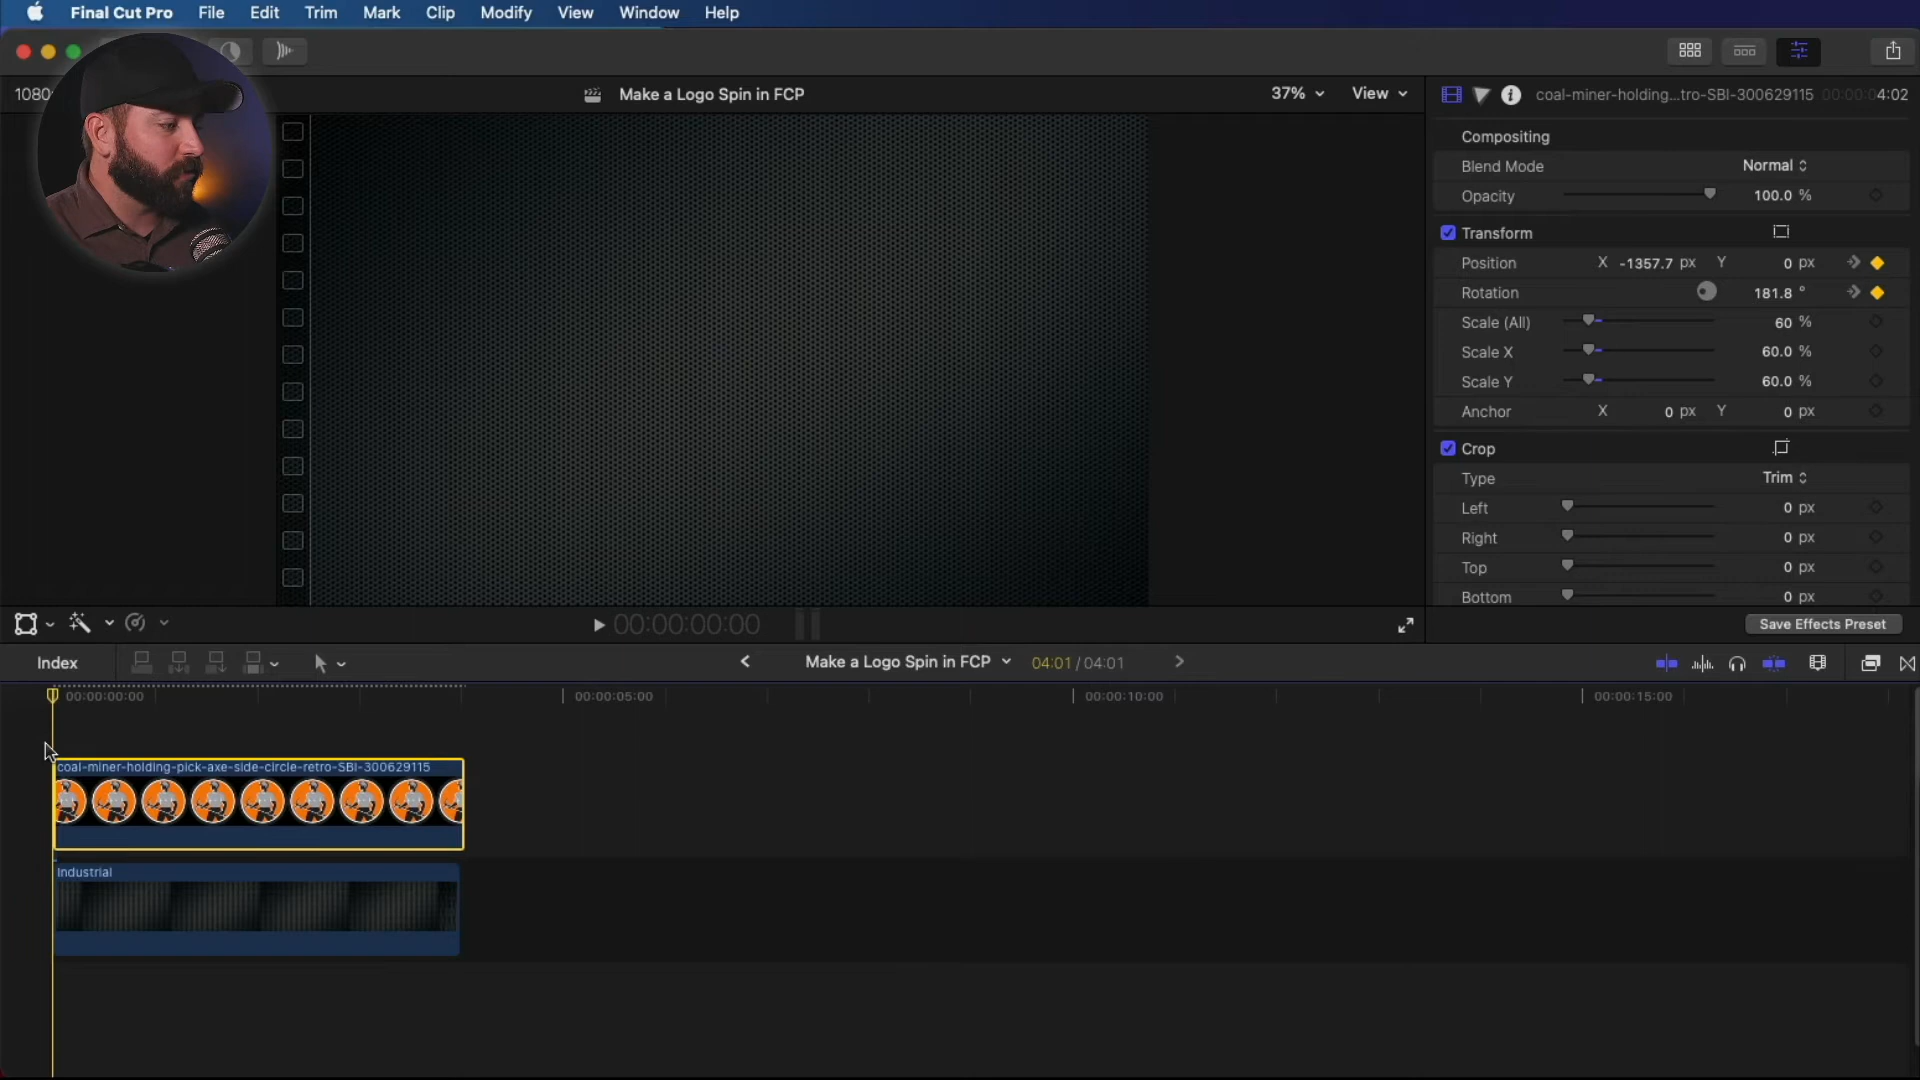 Final Cut Pro File Edit Trim Mark Clip Modify View Window Help
1080
Make a Logo Spin in FCP
37% View
coal-miner-holding...tro-SBI-300629115 00:00:04:02
Compositing
Blend Mode Normal
Opacity 100.0 %
Transform
Position X -1357.7 px Y 0 px
Rotation 181.8 °
Scale (All) 60 %
Scale X 60.0 %
Scale Y 60.0 %
Anchor X 0 px Y 0 px
Crop
Type Trim
Left 0 px
Right 0 px
Top 0 px
Bottom 0 px
00:00:00:00
Save Effects Preset
Index
Make a Logo Spin in FCP 04:01 / 04:01
00:00:00:00 00:00:05:00 00:00:10:00 00:00:15:00
coal-miner-holding-pick-axe-side-circle-retro-SBI-300629115
Industrial